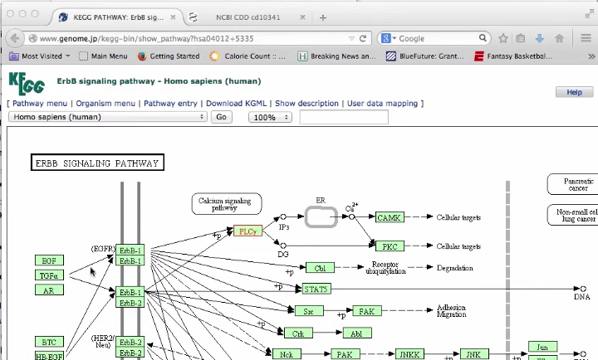 KEGG PATHWAY: ErbB sig...
NCBI CDD cd10341
www.genome.jp/kegg-bin/show_pathway?hsa04012+5335
Google
Most Visited
Main Menu
Getting Started
Calorie Count :: ...
Breaking News an...
BlueFuture: Grant...
Fantasy Basketbal...
KEGG
ErbB signaling pathway - Homo sapiens (human)
Help
[ Pathway menu | Organism menu | Pathway entry | Download KGML | Show description | User data mapping ]
Homo sapiens (human)
Go
100%
ERBB SIGNALING PATHWAY
Pancreatic
cancer
Calcium signaling
pathway
ER
Ca2+
Non-small cell
lung cancer
CAMK
Cellular targets
IP3
PLCγ
+p
(EGFR)
ErbB-1
ErbB-1
PKC
Cellular targets
DG
EGF
TGFα
AR
+p
Cbl
Receptor
ubiquitylation
Degradation
ErbB-1
STAT5
DNA
+p
Src
+p
FAK
Adhesion
Migration
+p
Crk
Abl
BTC
HB-EGF
(HER2/
Neu)
ErbB-2
ErbB-2
Nck
PAK
JNKK
JNK
Jun
DNA